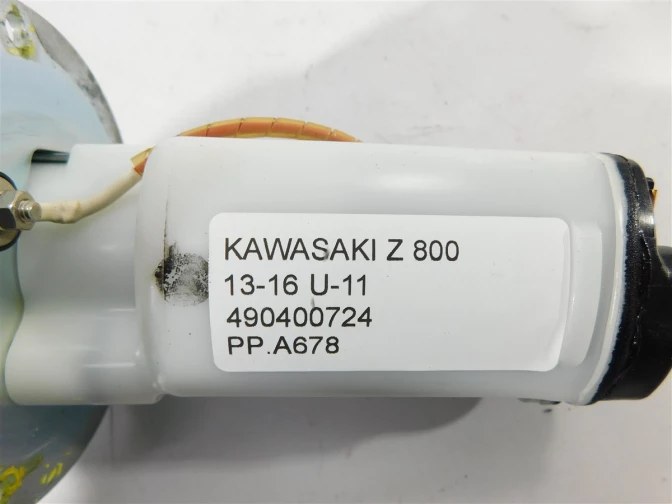 KAWASAKI Z 800
13-16 U-11
490400724
PP.A678